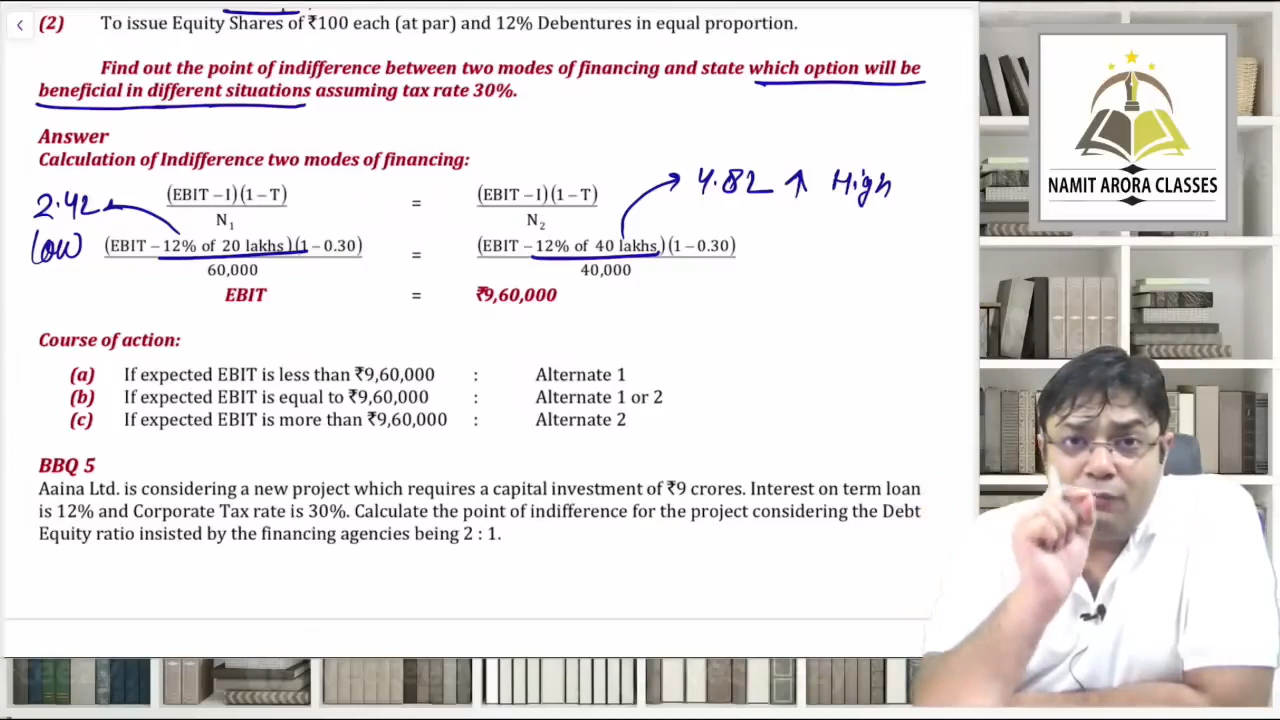 (2) To issue Equity Shares of ₹100 each (at par) and 12% Debentures in equal proportion.
Find out the point of indifference between two modes of financing and state which option will be
beneficial in different situations assuming tax rate 30%.
Answer
Calculation of Indifference two modes of financing:
(EBIT – I)(1 – T) / N₁ = (EBIT – I)(1 – T) / N₂
2.4L
4.8L ↑ High
Low
(EBIT – 12% of 20 lakhs)(1 – 0.30) / 60,000 = (EBIT – 12% of 40 lakhs,)(1 – 0.30) / 40,000
EBIT = ₹9,60,000
Course of action:
(a) If expected EBIT is less than ₹9,60,000 : Alternate 1
(b) If expected EBIT is equal to ₹9,60,000 : Alternate 1 or 2
(c) If expected EBIT is more than ₹9,60,000 : Alternate 2
BBQ 5
Aaina Ltd. is considering a new project which requires a capital investment of ₹9 crores. Interest on term loan
is 12% and Corporate Tax rate is 30%. Calculate the point of indifference for the project considering the Debt
Equity ratio insisted by the financing agencies being 2 : 1.
NAMIT ARORA CLASSES